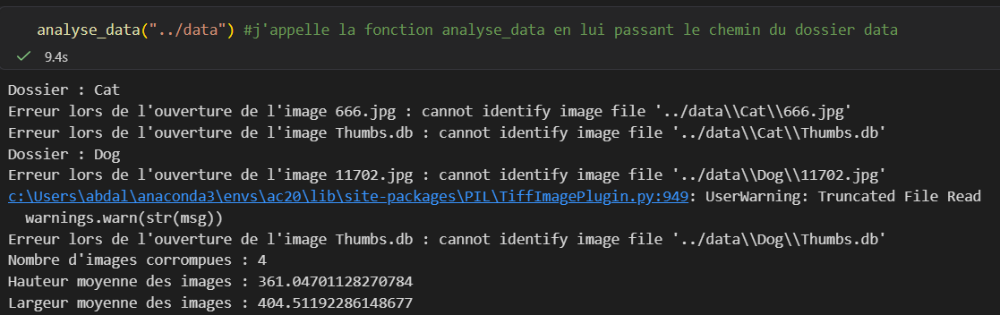 analyse_data("../data") #j'appelle la fonction analyse_data en lui passant le chemin du dossier data
9.4s
Dossier : Cat
Erreur lors de l'ouverture de l'image 666.jpg : cannot identify image file '../data\\Cat\\666.jpg'
Erreur lors de l'ouverture de l'image Thumbs.db : cannot identify image file '../data\\Cat\\Thumbs.db'
Dossier : Dog
Erreur lors de l'ouverture de l'image 11702.jpg : cannot identify image file '../data\\Dog\\11702.jpg'
c:\Users\abdal\anaconda3\envs\ac20\lib\site-packages\PIL\TiffImagePlugin.py:949: UserWarning: Truncated File Read
  warnings.warn(str(msg))
Erreur lors de l'ouverture de l'image Thumbs.db : cannot identify image file '../data\\Dog\\Thumbs.db'
Nombre d'images corrompues : 4
Hauteur moyenne des images : 361.04701128270784
Largeur moyenne des images : 404.51192286148677